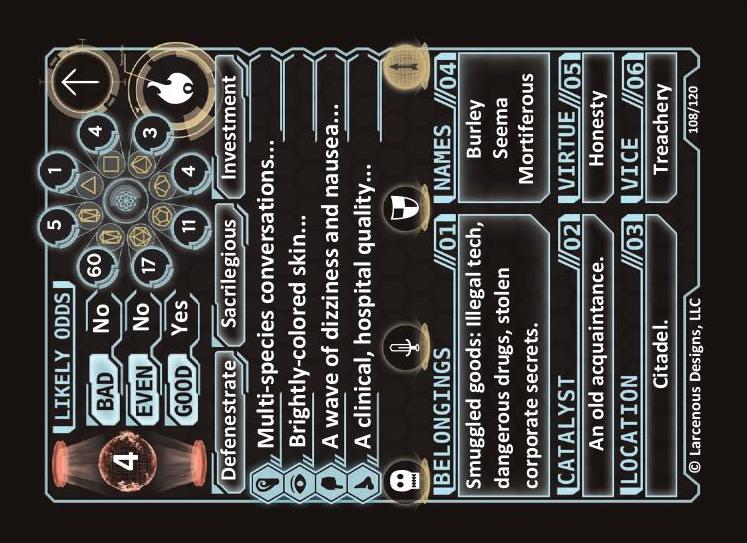 4
LIKELY ODDS
BAD No
EVEN No
GOOD Yes
5
1
4
3
4
11
17
60
Defenestrate
Sacrilegious
Investment
Multi-species conversations...
Brightly-colored skin...
A wave of dizziness and nausea...
A clinical, hospital quality...
BELONGINGS //01
Smuggled goods: Illegal tech,
dangerous drugs, stolen
corporate secrets.
NAMES //04
Burley
Seema
Mortiferous
CATALYST //02
An old acquaintance.
VIRTUE //05
Honesty
LOCATION //03
Citadel.
VICE //06
Treachery
© Larcenous Designs, LLC
108/120